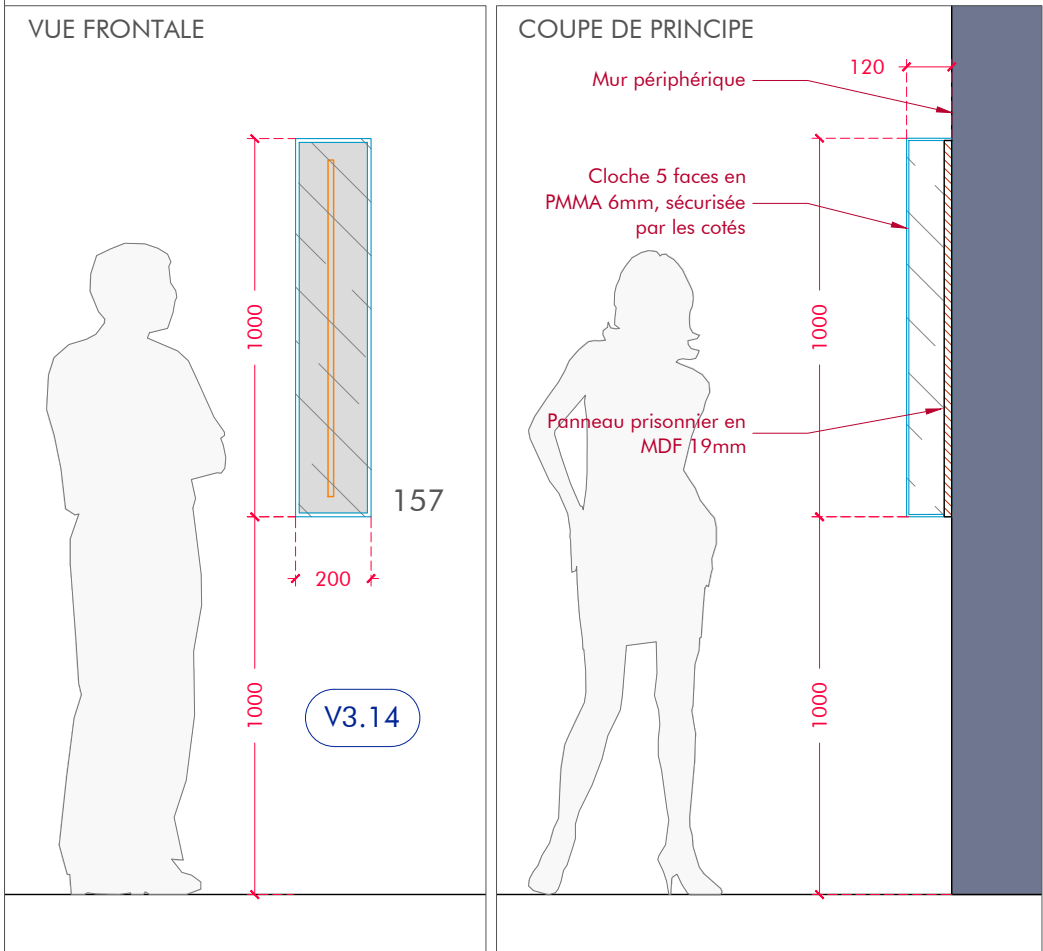 VUE FRONTALE
1000
157
200
1000
V3.14
COUPE DE PRINCIPE
120
Mur périphérique
Cloche 5 faces en
PMMA 6mm, sécurisée
par les cotés
1000
Panneau prisonnier en
MDF 19mm
1000